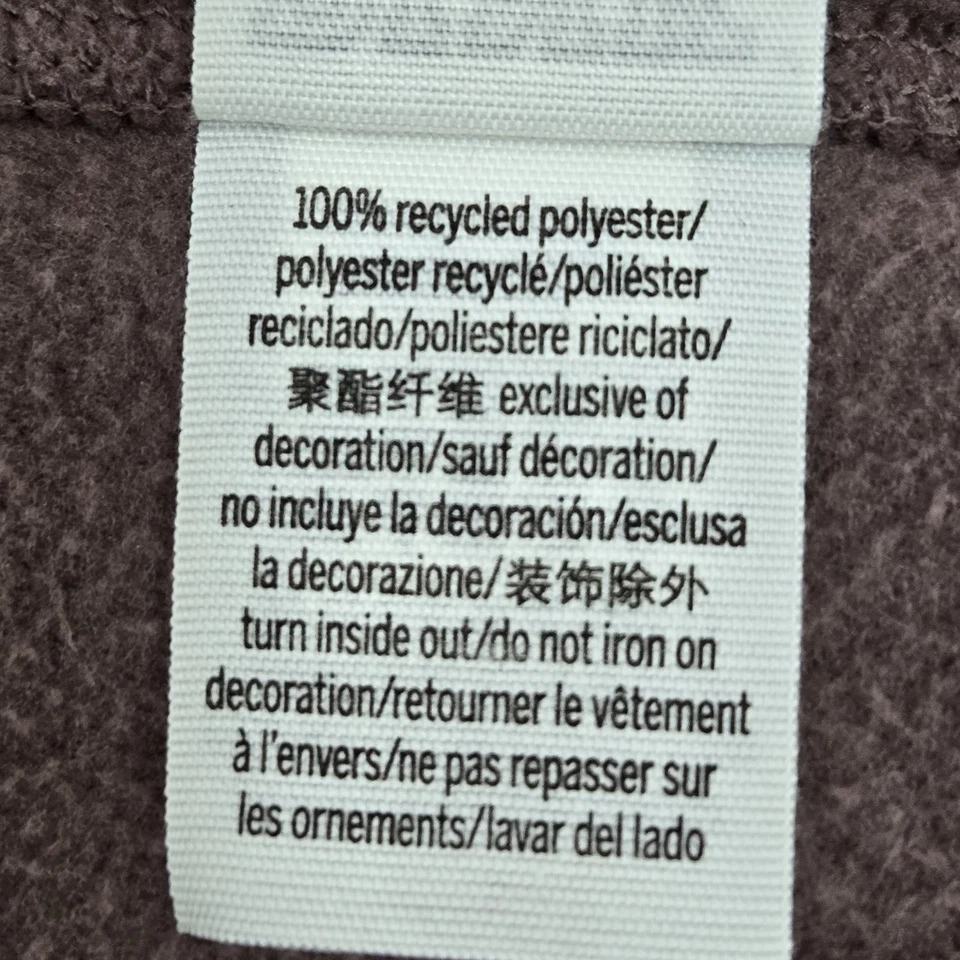 100% recycled polyester/
polyester recyclé/poliéster
reciclado/poliestere riciclato/
聚酯纤维 exclusive of
decoration/sauf décoration/
no incluye la decoración/esclusa
la decorazione/装饰除外
turn inside out/do not iron on
decoration/retourner le vêtement
à l'envers/ne pas repasser sur
les ornements/lavar del lado